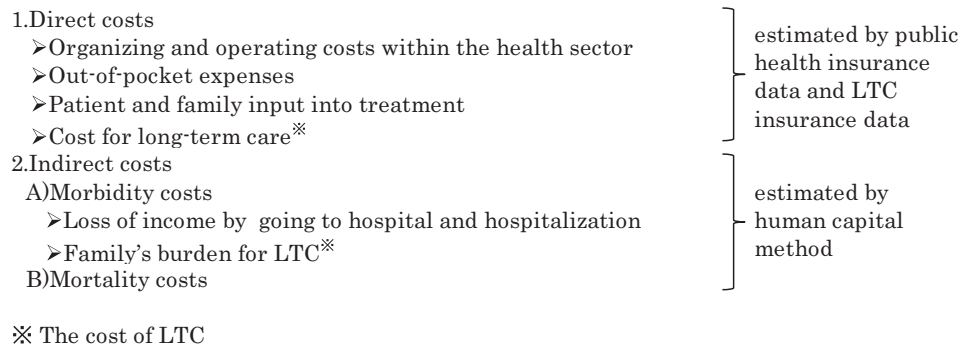 1.Direct costs
➢Organizing and operating costs within the health sector
➢Out-of-pocket expenses
➢Patient and family input into treatment
➢Cost for long-term care※
estimated by public
health insurance
data and LTC
insurance data
2.Indirect costs
A)Morbidity costs
➢Loss of income by going to hospital and hospitalization
➢Family's burden for LTC※
B)Mortality costs
estimated by
human capital
method
※ The cost of LTC